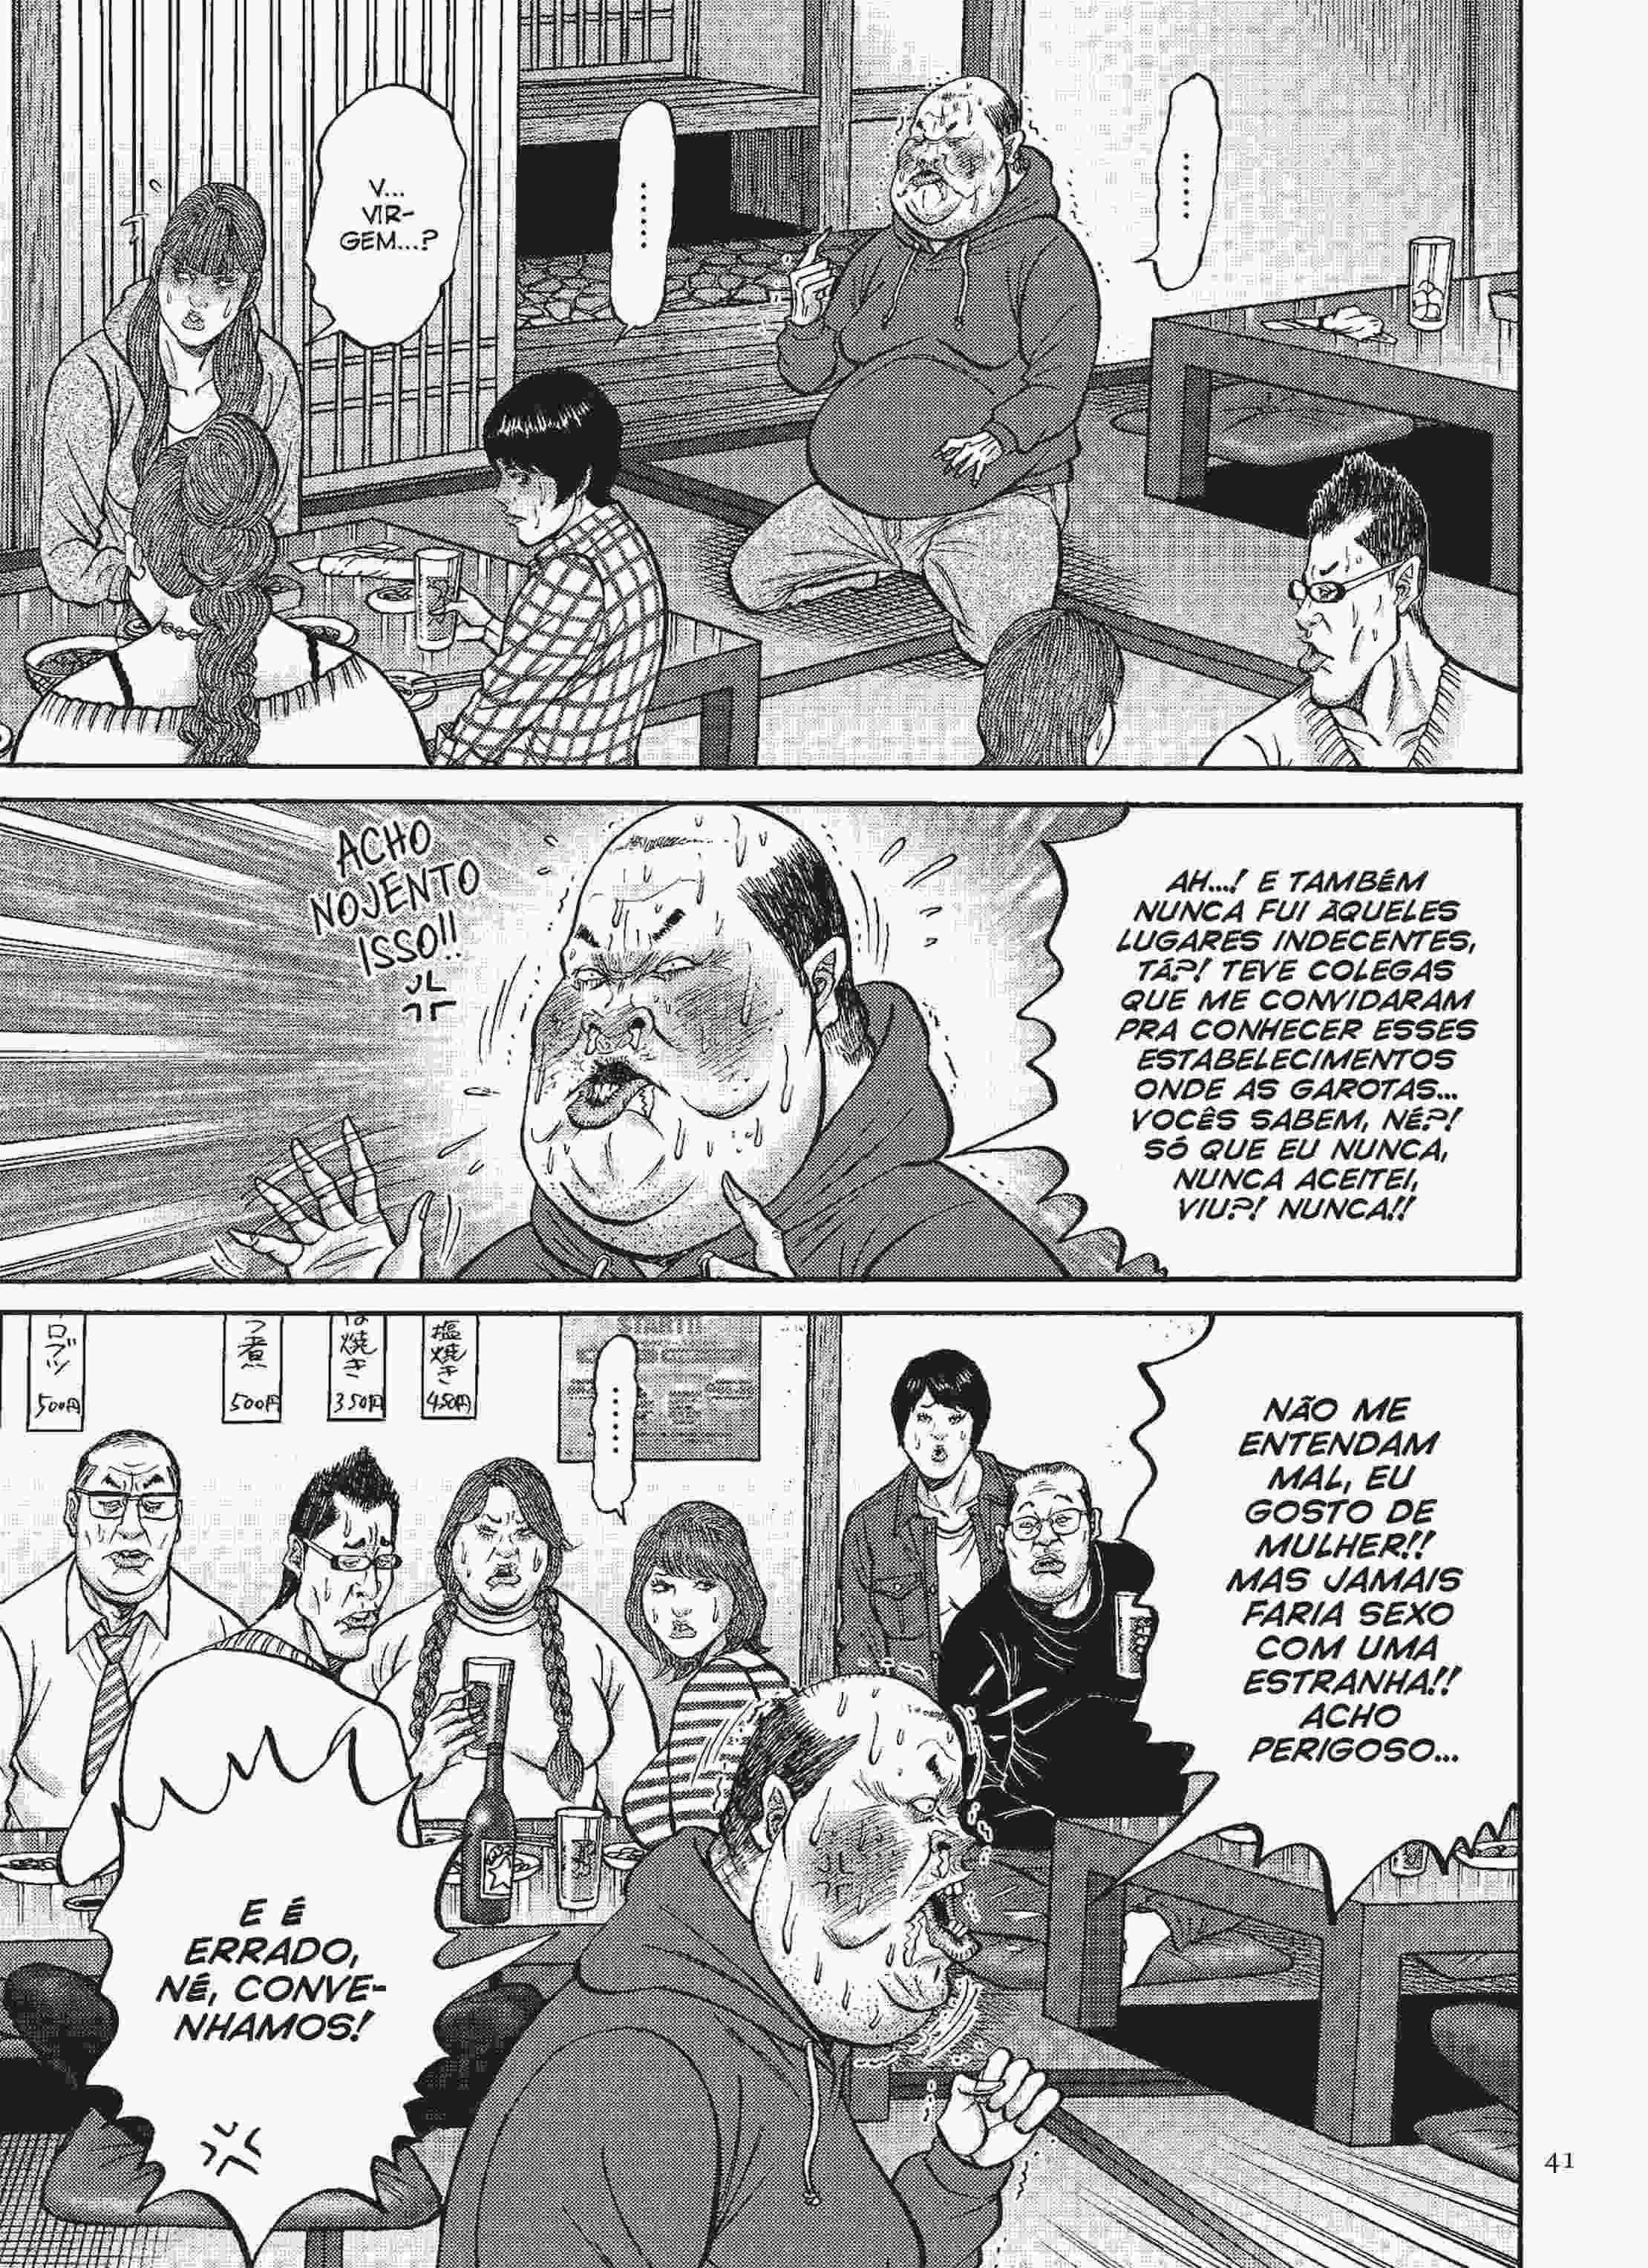 ......
......
V...
VIR-
GEM...?
AH...! E TAMBÉM
NUNCA FUI ÀQUELES
LUGARES INDECENTES,
TÁ?! TEVE COLEGAS
QUE ME CONVIDARAM
PRA CONHECER ESSES
ESTABELECIMENTOS
ONDE AS GAROTAS...
VOCÊS SABEM, NÉ?!
SÓ QUE EU NUNCA,
NUNCA ACEITEI,
VIU?! NUNCA!!
ACHO
NOJENTO
ISSO!!
NÃO ME
ENTENDAM
MAL, EU
GOSTO DE
MULHER!!
MAS JAMAIS
FARIA SEXO
COM UMA
ESTRANHA!!
ACHO
PERIGOSO...
......
塩焼き
450円
焼き
350円
煮
500円
ロブツ
500円
E É
ERRADO,
NÉ, CONVE-
NHAMOS!
41